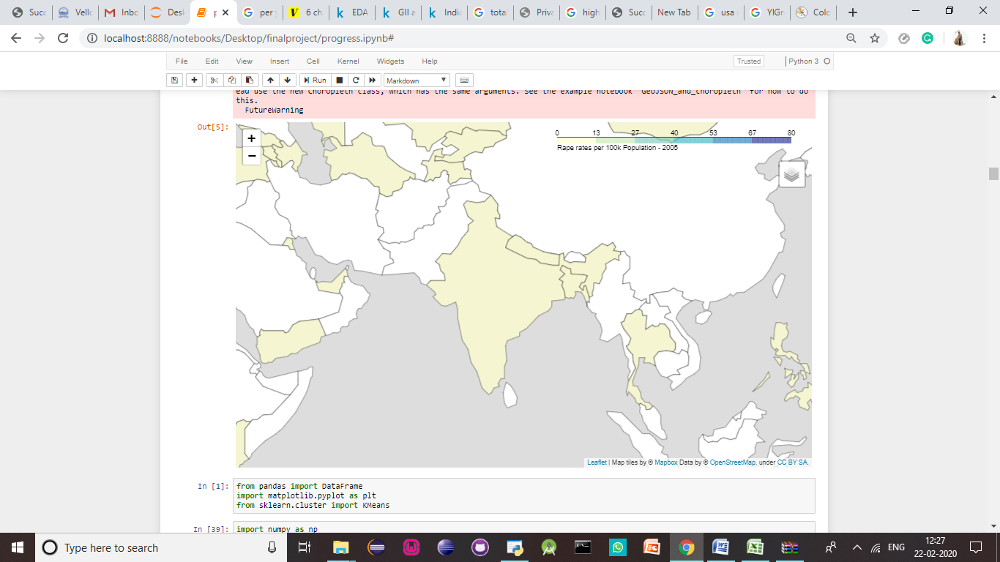 Succ
Vello
Inbo
Desk
p
per y
6 ch
EDA
GII a
India
total
Priva
high
Succ
New Tab
usa
YIGn
Colo
localhost:8888/notebooks/Desktop/finalproject/progress.ipynb#
File Edit View Insert Cell Kernel Widgets Help
Trusted
Python 3
Run
Markdown
ead use the new Choropleth class, which has the same arguments. See the example notebook 'GeoJSON_and_choropleth' for how to do
this.
FutureWarning
Out[5]:
+
−
0 13 27 40 53 67 80
Rape rates per 100k Population - 2005
Leaflet | Map tiles by © Mapbox Data by © OpenStreetMap, under CC BY SA.
In [1]:
from pandas import DataFrame
import matplotlib.pyplot as plt
from sklearn.cluster import KMeans
In [39]:
import numpy as np
Type here to search
ENG
12:27
22-02-2020